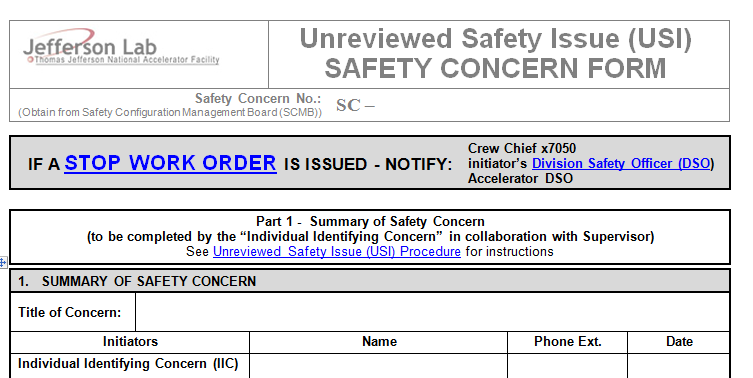 Jefferson Lab
Thomas Jefferson National Accelerator Facility
Unreviewed Safety Issue (USI)
SAFETY CONCERN FORM
Safety Concern No.:
(Obtain from Safety Configuration Management Board (SCMB))
SC –
IF A STOP WORK ORDER IS ISSUED - NOTIFY:
Crew Chief x7050
initiator's Division Safety Officer (DSO)
Accelerator DSO
Part 1 - Summary of Safety Concern
(to be completed by the “Individual Identifying Concern” in collaboration with Supervisor)
See Unreviewed Safety Issue (USI) Procedure for instructions
1. SUMMARY OF SAFETY CONCERN
Title of Concern:
Initiators Name Phone Ext. Date
Individual Identifying Concern (IIC)